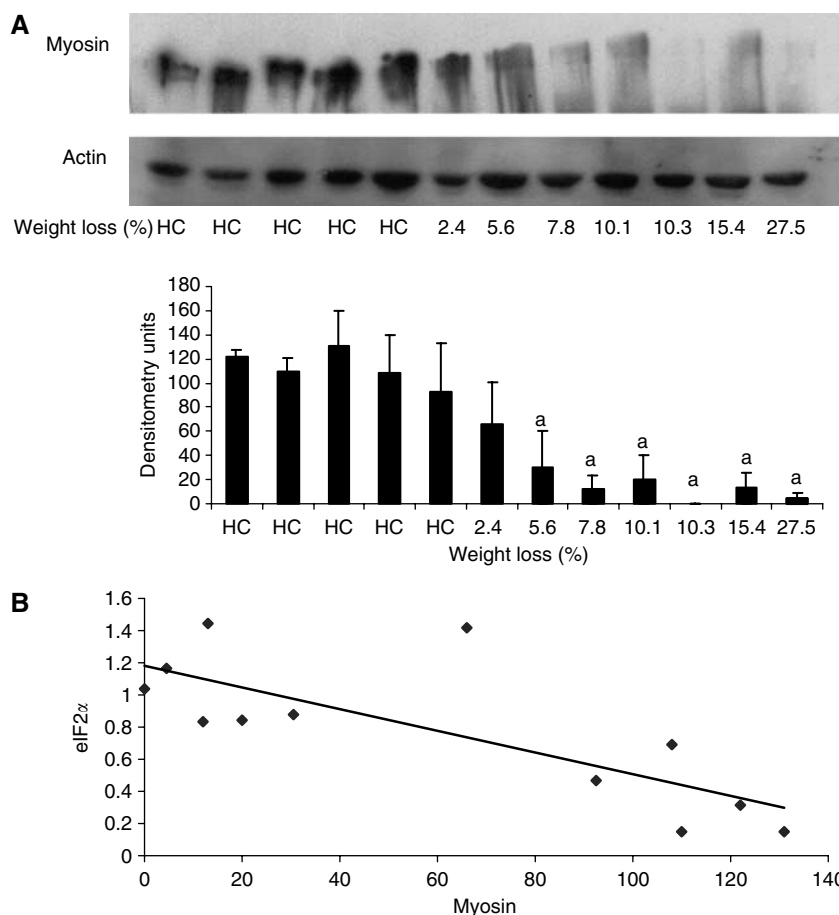 A
Myosin
Actin
Weight loss (%) HC HC HC HC HC 2.4 5.6 7.8 10.1 10.3 15.4 27.5
180
160
140
120
100
80
60
40
20
0
Densitometry units
a a a a a a
HC HC HC HC HC 2.4 5.6 7.8 10.1 10.3 15.4 27.5
Weight loss (%)
B
1.6
1.4
1.2
1
0.8
0.6
0.4
0.2
0
eIF2α
0 20 40 60 80 100 120 140
Myosin